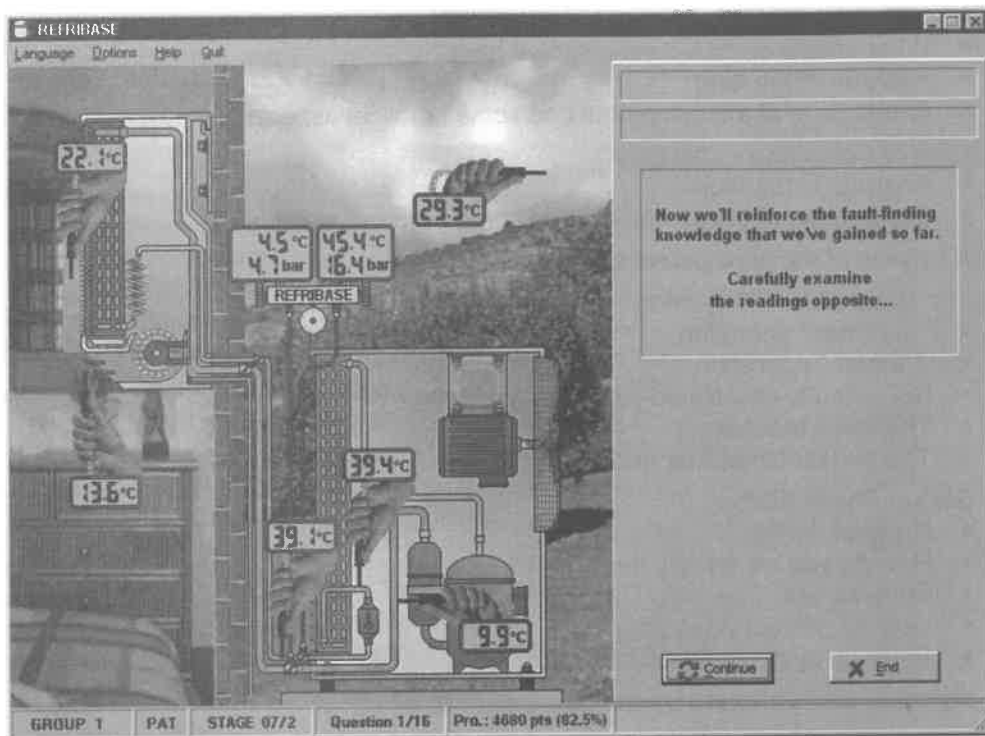 REFRIBASE
Language Options Help Quit
22.1°C
29.3°C
4.5 °C 45.4 °C
4.7 bar 16.4 bar
REFRIBASE
Now we'll reinforce the fault-finding
knowledge that we've gained so far.
Carefully examine
the readings opposite...
39.4°C
13.6°C
39.1°C
9.9°C
Continue End
GROUP 1 PAT STAGE 07/2 Question 1/16 Pro.: 4680 pts (82.5%)